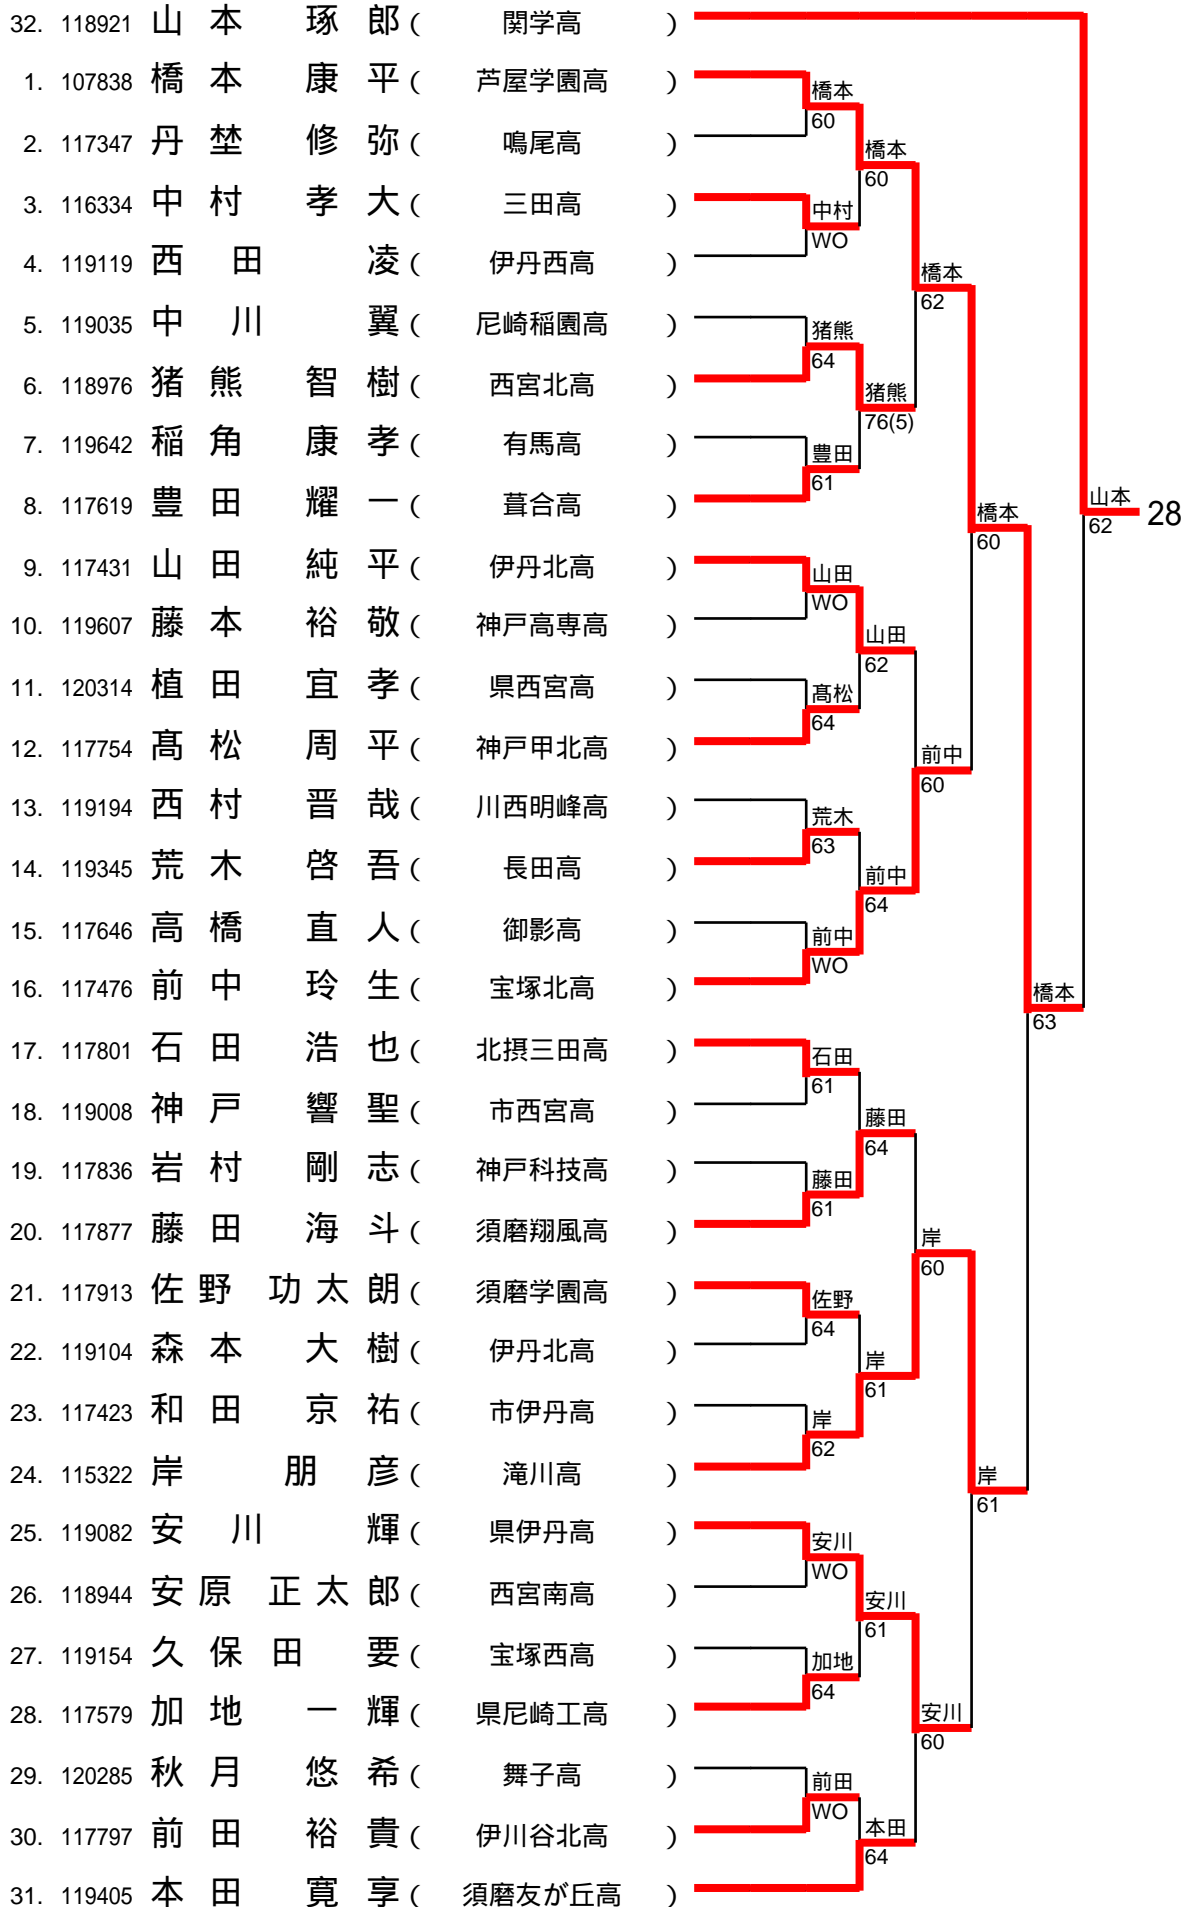 32. 118921 山本 琢郎 ( 関学高 )
1. 107838 橋本 康平 ( 芦屋学園高 )
橋本
60
2. 117347 丹埜 修弥 ( 鳴尾高 )
橋本
60
3. 116334 中村 孝大 ( 三田高 )
中村
WO
4. 119119 西田 凌 ( 伊丹西高 )
橋本
62
5. 119035 中川 翼 ( 尼崎稲園高 )
猪熊
64
6. 118976 猪熊 智樹 ( 西宮北高 )
猪熊
76(5)
7. 119642 稲角 康孝 ( 有馬高 )
豊田
61
8. 117619 豊田 耀一 ( 葺合高 )
山本
62
28
橋本
60
9. 117431 山田 純平 ( 伊丹北高 )
山田
WO
10. 119607 藤本 裕敬 ( 神戸高専高 )
山田
62
11. 120314 植田 宜孝 ( 県西宮高 )
髙松
64
12. 117754 髙松 周平 ( 神戸甲北高 )
前中
60
13. 119194 西村 晋哉 ( 川西明峰高 )
荒木
63
14. 119345 荒木 啓吾 ( 長田高 )
前中
64
15. 117646 高橋 直人 ( 御影高 )
前中
WO
16. 117476 前中 玲生 ( 宝塚北高 )
橋本
63
17. 117801 石田 浩也 ( 北摂三田高 )
石田
61
18. 119008 神戸 響聖 ( 市西宮高 )
藤田
64
19. 117836 岩村 剛志 ( 神戸科技高 )
藤田
61
20. 117877 藤田 海斗 ( 須磨翔風高 )
岸
60
21. 117913 佐野 功太朗 ( 須磨学園高 )
佐野
64
22. 119104 森本 大樹 ( 伊丹北高 )
岸
61
23. 117423 和田 京祐 ( 市伊丹高 )
岸
62
24. 115322 岸 朋彦 ( 滝川高 )
岸
61
25. 119082 安川 輝 ( 県伊丹高 )
安川
WO
26. 118944 安原 正太郎 ( 西宮南高 )
安川
61
27. 119154 久保田 要 ( 宝塚西高 )
加地
64
28. 117579 加地 一輝 ( 県尼崎工高 )
安川
60
29. 120285 秋月 悠希 ( 舞子高 )
前田
WO
30. 117797 前田 裕貴 ( 伊川谷北高 )
本田
64
31. 119405 本田 寛享 ( 須磨友が丘高 )